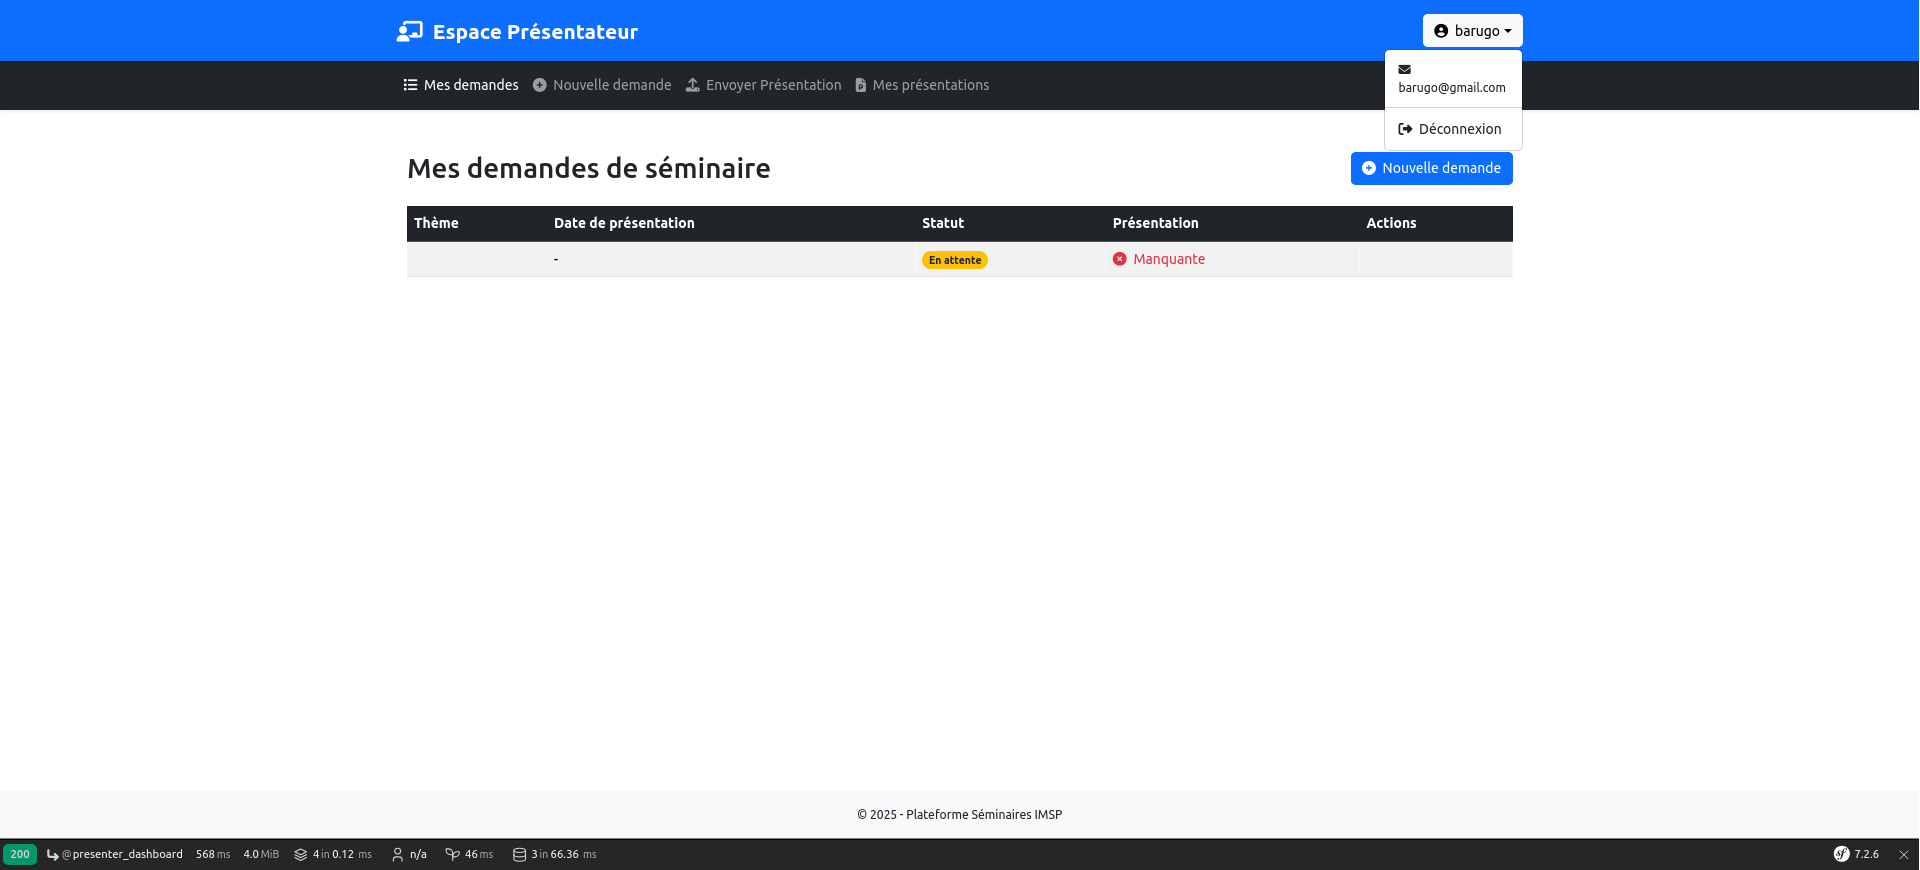 Espace Présentateur
barugo
Mes demandes Nouvelle demande Envoyer Présentation Mes présentations
barugo@gmail.com
Déconnexion
Mes demandes de séminaire
Nouvelle demande
Thème Date de présentation Statut Présentation Actions
- En attente Manquante
© 2025 - Plateforme Séminaires IMSP
200 @presenter_dashboard 568 ms 4.0 MiB 4 in 0.12 ms n/a 46 ms 3 in 66.36 ms sf 7.2.6